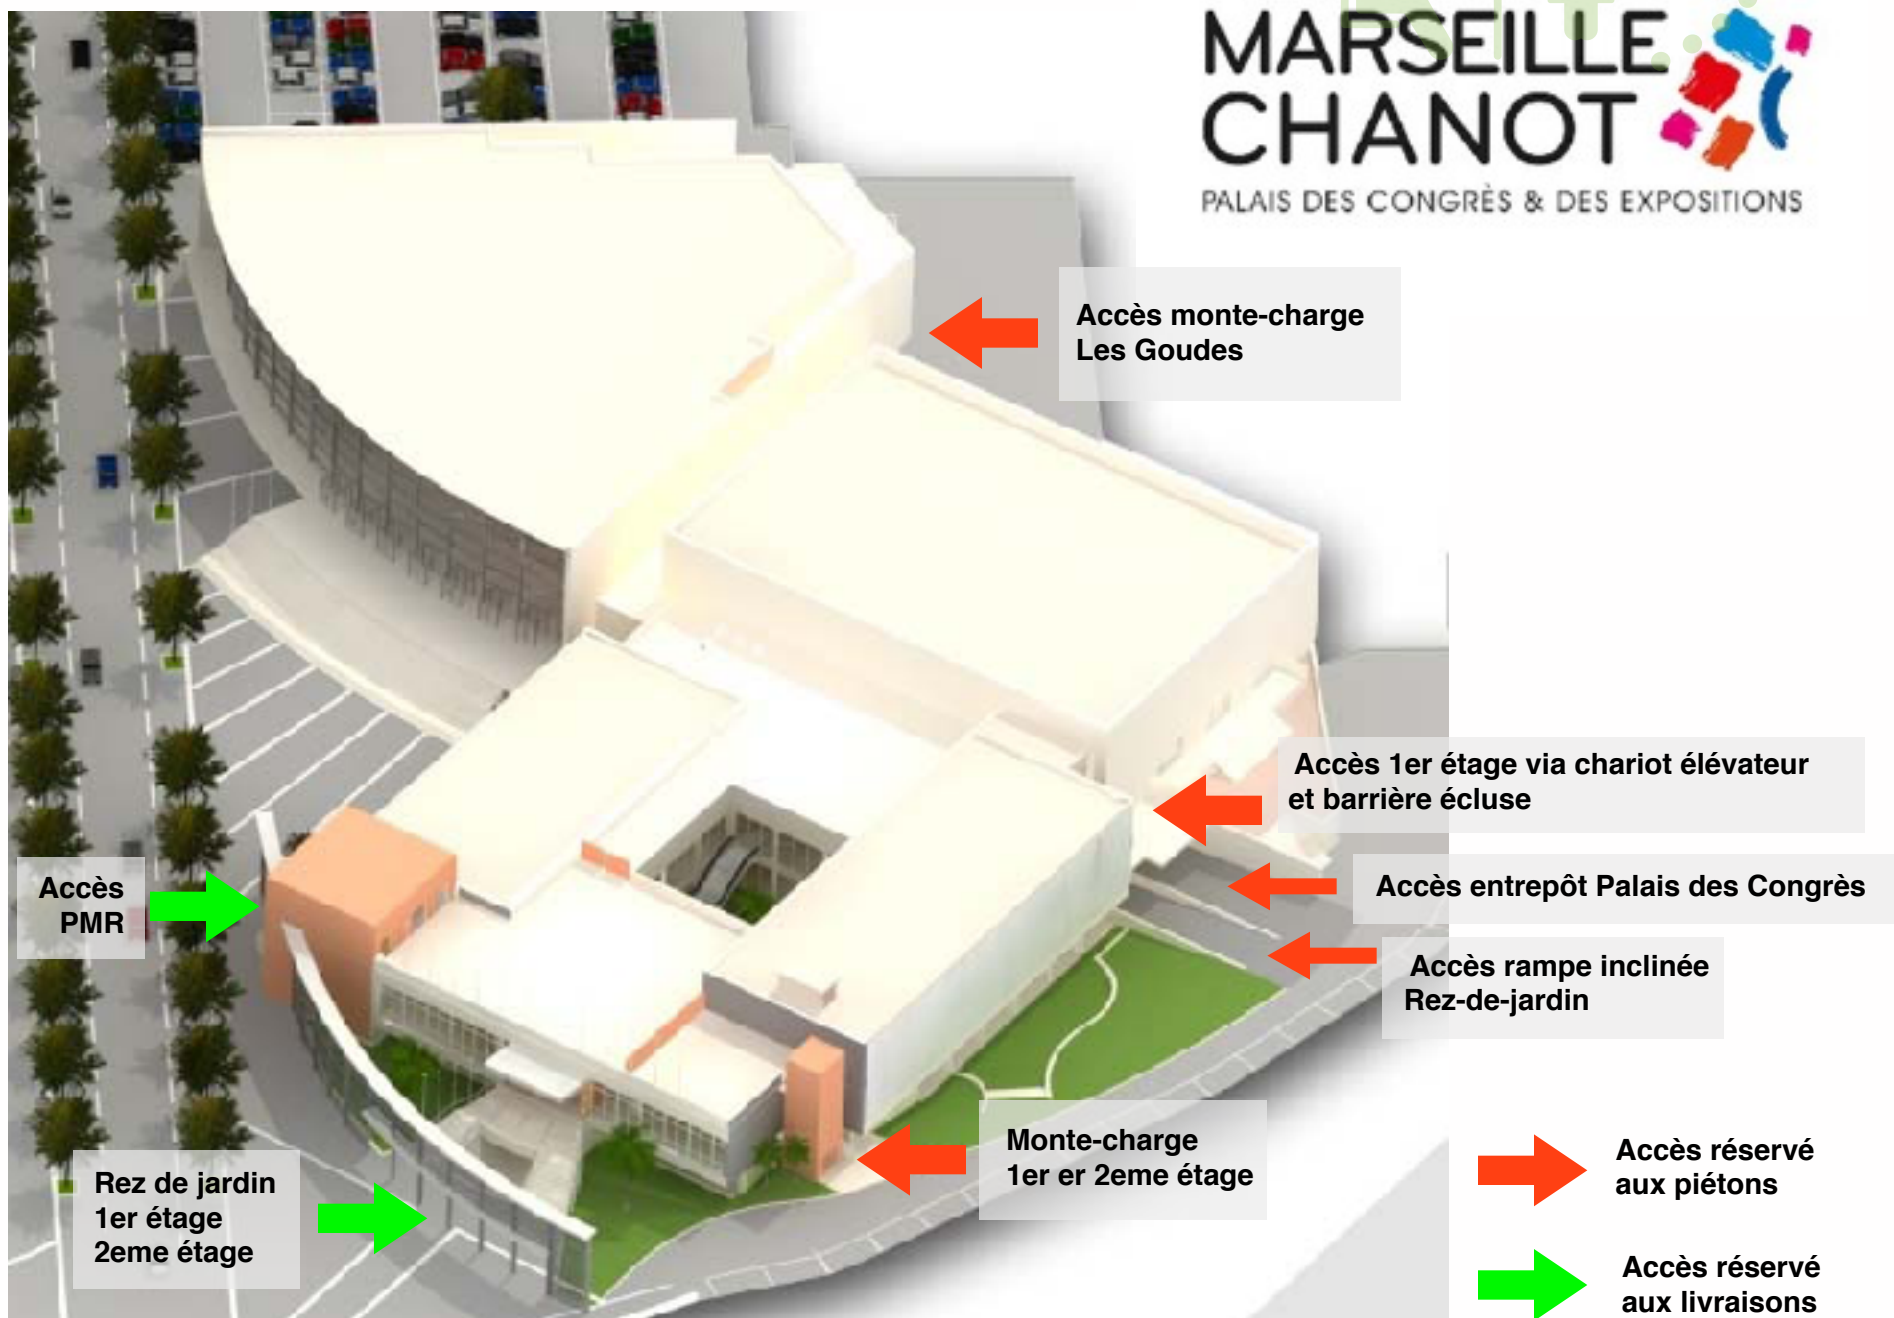 MARSEILLE
CHANOT
PALAIS DES CONGRÈS & DES EXPOSITIONS
Accès monte-charge
Les Goudes
Accès 1er étage via chariot élévateur
et barrière écluse
Accès entrepôt Palais des Congrès
Accès
PMR
Accès rampe inclinée
Rez-de-jardin
Monte-charge
1er er 2eme étage
Rez de jardin
1er étage
2eme étage
Accès réservé
aux piétons
Accès réservé
aux livraisons